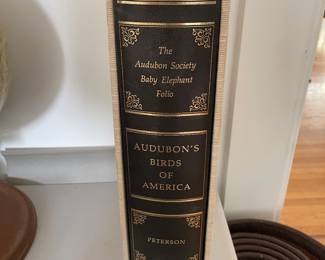 The
Audubon Society
Baby Elephant
Folio
AUDUBON'S
BIRDS
OF
AMERICA
PETERSON